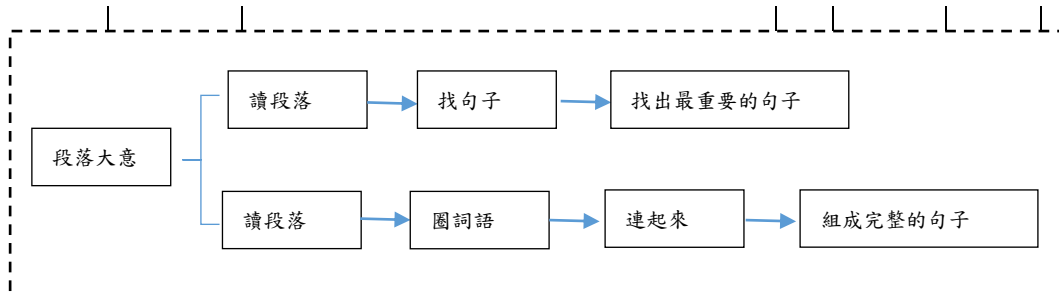 讀段落
找句子
找出最重要的句子
段落大意
讀段落
圈詞語
連起來
組成完整的句子